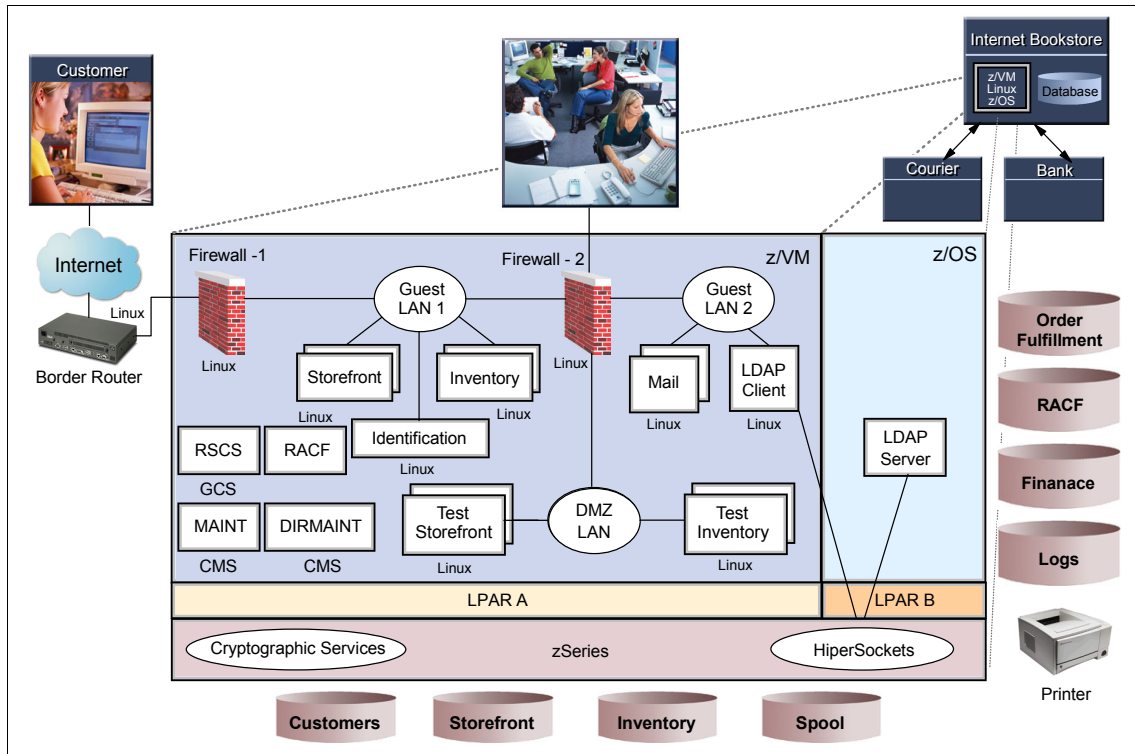 Customer
Internet Bookstore
z/VM
Linux
z/OS
Database
Courier
Bank
Internet
Linux
Border Router
Firewall -1
Firewall - 2
z/VM
z/OS
Guest
LAN 1
Guest
LAN 2
Linux
Linux
Storefront
Inventory
Mail
LDAP
Client
Linux
Linux
Linux
Linux
Identification
Linux
RSCS
RACF
GCS
LDAP
Server
MAINT
DIRMAINT
CMS
CMS
Test
Storefront
Linux
DMZ
LAN
Test
Inventory
Linux
LPAR A
LPAR B
Cryptographic Services
zSeries
HiperSockets
Order
Fulfillment
RACF
Finanace
Logs
Printer
Customers
Storefront
Inventory
Spool